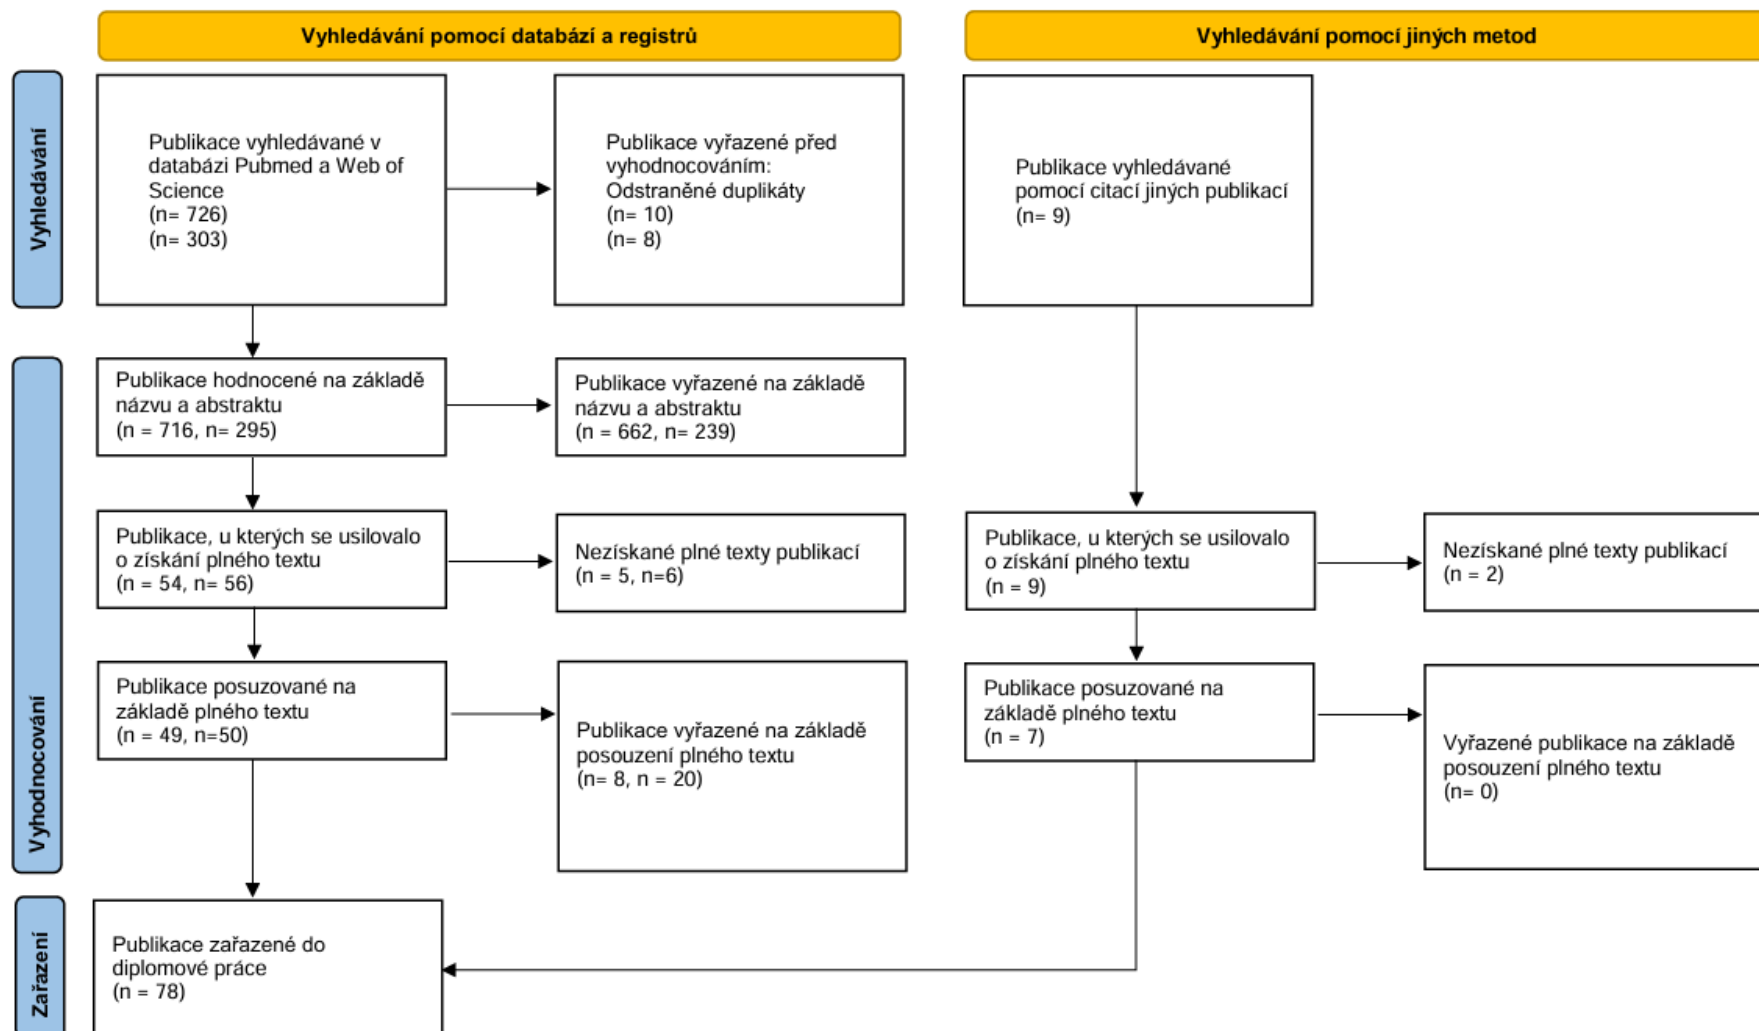 Vyhledávání pomocí databází a registrů
Vyhledávání pomocí jiných metod
Vyhledávání
Publikace vyhledávané v
databázi Pubmed a Web of
Science
(n= 726)
(n= 303)
Publikace vyřazené před
vyhodnocováním:
Odstraněné duplikáty
(n= 10)
(n= 8)
Publikace vyhledávané
pomocí citací jiných publikací
(n= 9)
Vyhodnocování
Publikace hodnocené na základě
názvu a abstraktu
(n = 716, n= 295)
Publikace vyřazené na základě
názvu a abstraktu
(n = 662, n= 239)
Publikace, u kterých se usilovalo
o získání plného textu
(n = 54, n= 56)
Nezískané plné texty publikací
(n = 5, n=6)
Publikace, u kterých se usilovalo
o získání plného textu
(n = 9)
Nezískané plné texty publikací
(n = 2)
Publikace posuzované na
základě plného textu
(n = 49, n=50)
Publikace vyřazené na základě
posouzení plného textu
(n= 8, n = 20)
Publikace posuzované na
základě plného textu
(n = 7)
Vyřazené publikace na základě
posouzení plného textu
(n= 0)
Zařazení
Publikace zařazené do
diplomové práce
(n = 78)